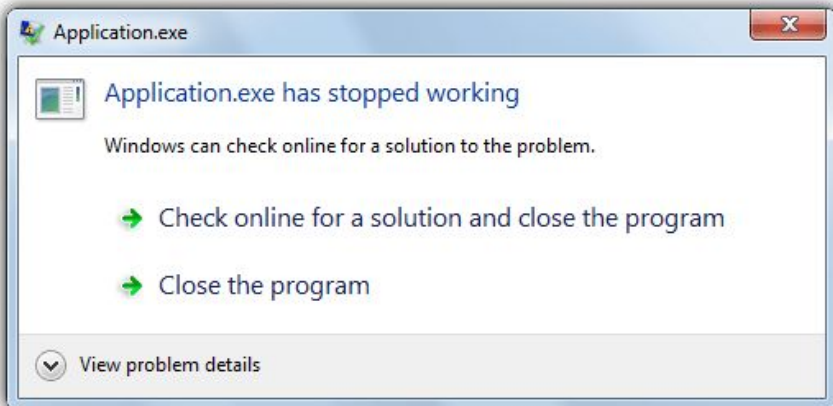 Application.exe
Application.exe has stopped working
Windows can check online for a solution to the problem.
Check online for a solution and close the program
Close the program
View problem details